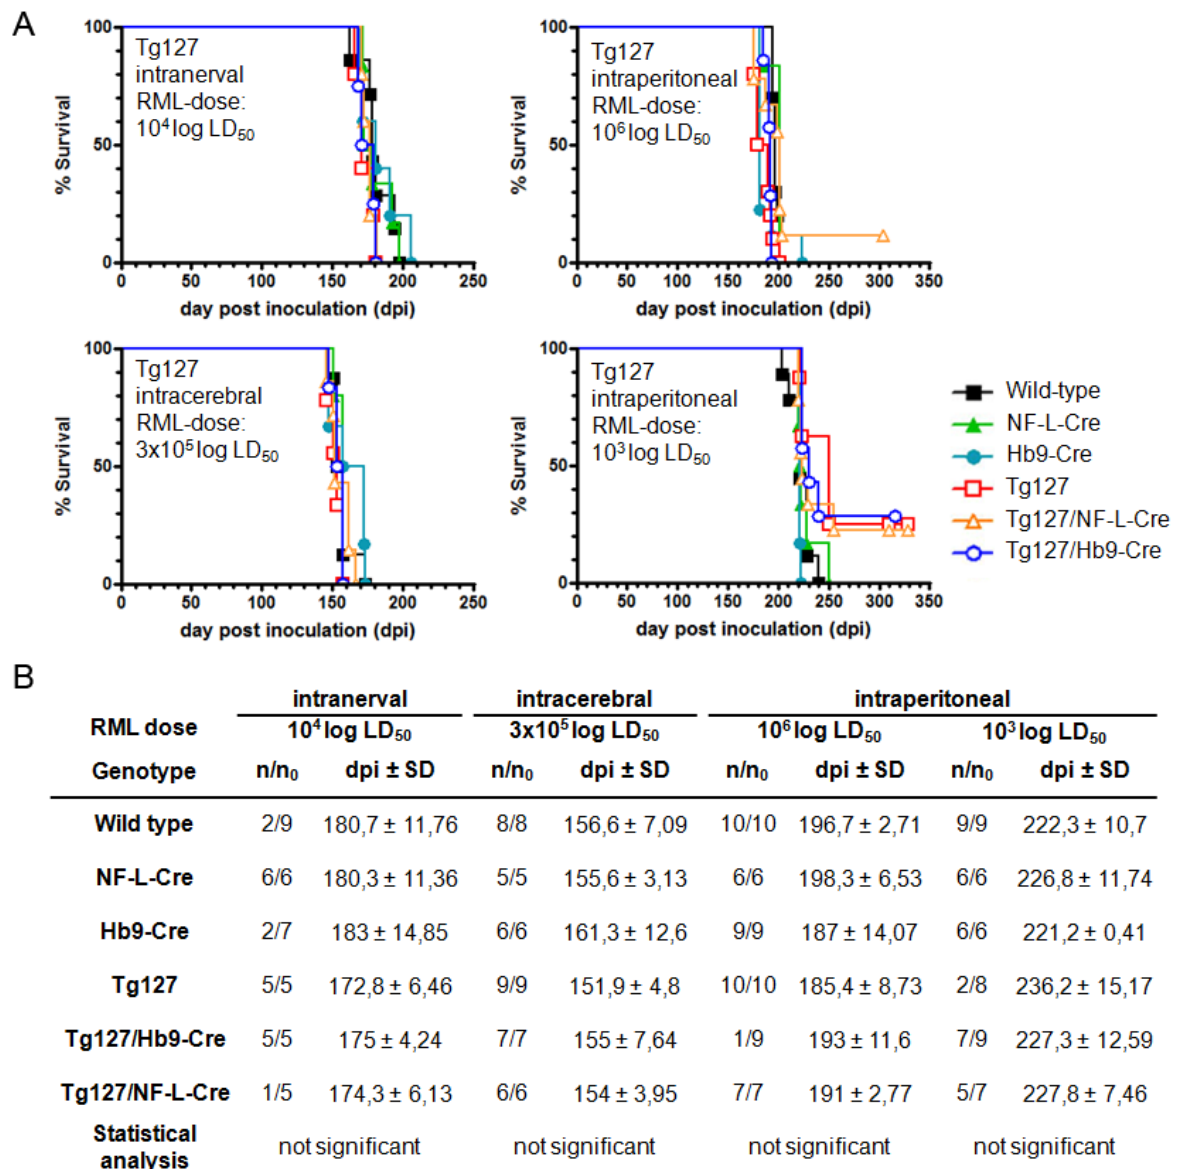 A
Tg127
intranerval
RML-dose:
10⁴log LD₅₀
% Survival
100
50
0
0 50 100 150 200 250
day post inoculation (dpi)
Tg127
intraperitoneal
RML-dose:
10⁶log LD₅₀
% Survival
100
50
0
0 50 100 150 200 250 300 350
day post inoculation (dpi)
Tg127
intracerebral
RML-dose:
3x10⁵log LD₅₀
% Survival
100
50
0
0 50 100 150 200 250
day post inoculation (dpi)
Tg127
intraperitoneal
RML-dose:
10³log LD₅₀
% Survival
100
50
0
0 50 100 150 200 250 300 350
day post inoculation (dpi)
Wild-type
NF-L-Cre
Hb9-Cre
Tg127
Tg127/NF-L-Cre
Tg127/Hb9-Cre
B
intranerval intracerebral intraperitoneal
RML dose 10⁴log LD₅₀ 3x10⁵log LD₅₀ 10⁶log LD₅₀ 10³log LD₅₀
Genotype n/n₀ dpi ± SD n/n₀ dpi ± SD n/n₀ dpi ± SD n/n₀ dpi ± SD
Wild type 2/9 180,7 ± 11,76 8/8 156,6 ± 7,09 10/10 196,7 ± 2,71 9/9 222,3 ± 10,7
NF-L-Cre 6/6 180,3 ± 11,36 5/5 155,6 ± 3,13 6/6 198,3 ± 6,53 6/6 226,8 ± 11,74
Hb9-Cre 2/7 183 ± 14,85 6/6 161,3 ± 12,6 9/9 187 ± 14,07 6/6 221,2 ± 0,41
Tg127 5/5 172,8 ± 6,46 9/9 151,9 ± 4,8 10/10 185,4 ± 8,73 2/8 236,2 ± 15,17
Tg127/Hb9-Cre 5/5 175 ± 4,24 7/7 155 ± 7,64 1/9 193 ± 11,6 7/9 227,3 ± 12,59
Tg127/NF-L-Cre 1/5 174,3 ± 6,13 6/6 154 ± 3,95 7/7 191 ± 2,77 5/7 227,8 ± 7,46
Statistical
analysis not significant not significant not significant not significant